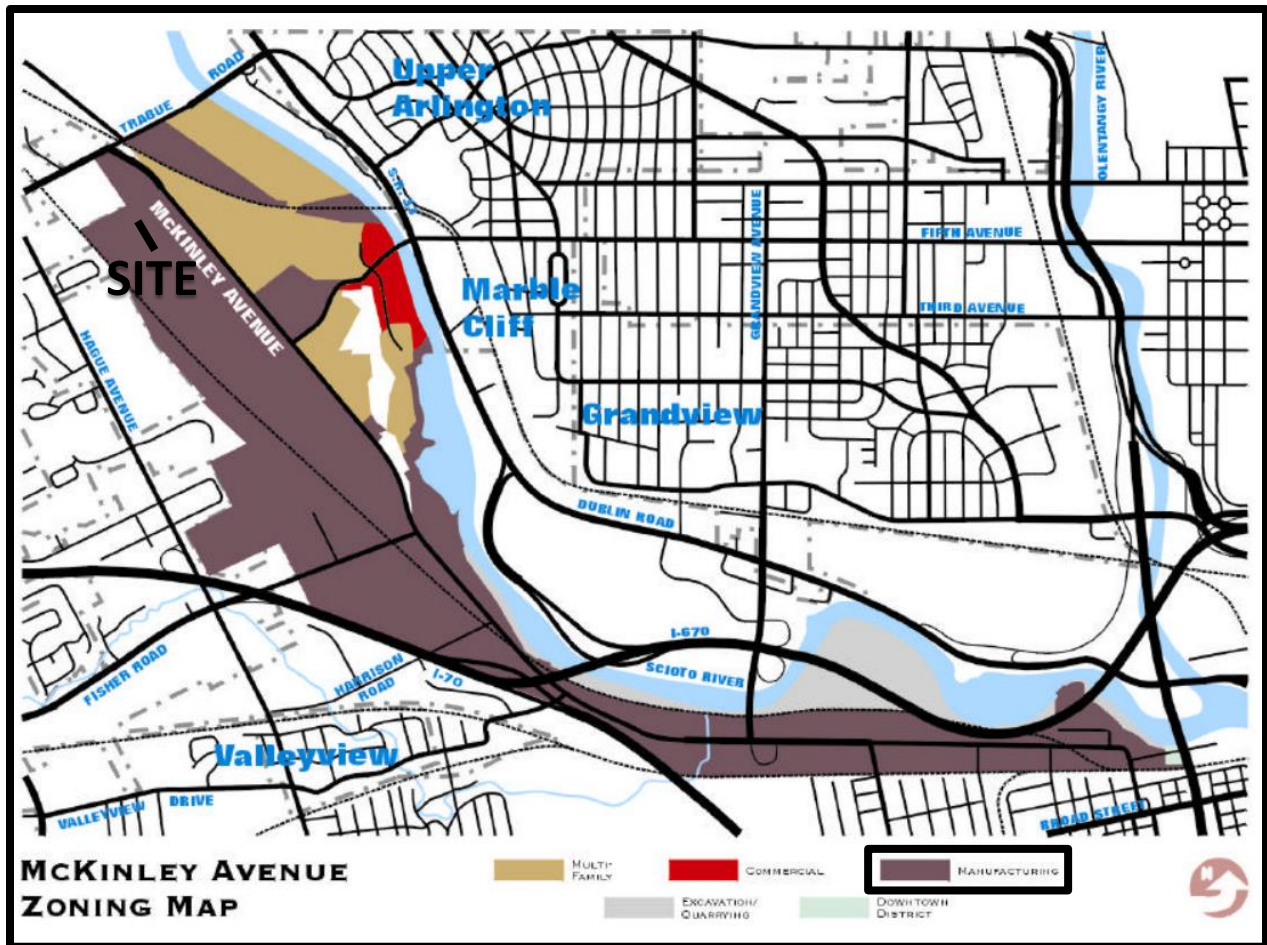 Upper
Arlington
ROAD
TRABUE
OLENTANGY RIVER
S.R. 33
McKINLEY AVENUE
SITE
GRANDVIEW AVENUE
FIFTH AVENUE
Marble
Cliff
THIRD AVENUE
HAGUE AVENUE
Grandview
DUBLIN ROAD
I-670
SCIOTO RIVER
FISHER ROAD
HARRISON
ROAD
I-70
Valleyview
VALLEYVIEW DRIVE
BROAD STREET
McKINLEY AVENUE
ZONING MAP
MULTI-
FAMILY
COMMERCIAL
MANUFACTURING
EXCAVATION/
QUARRYING
DOWNTOWN
DISTRICT
N